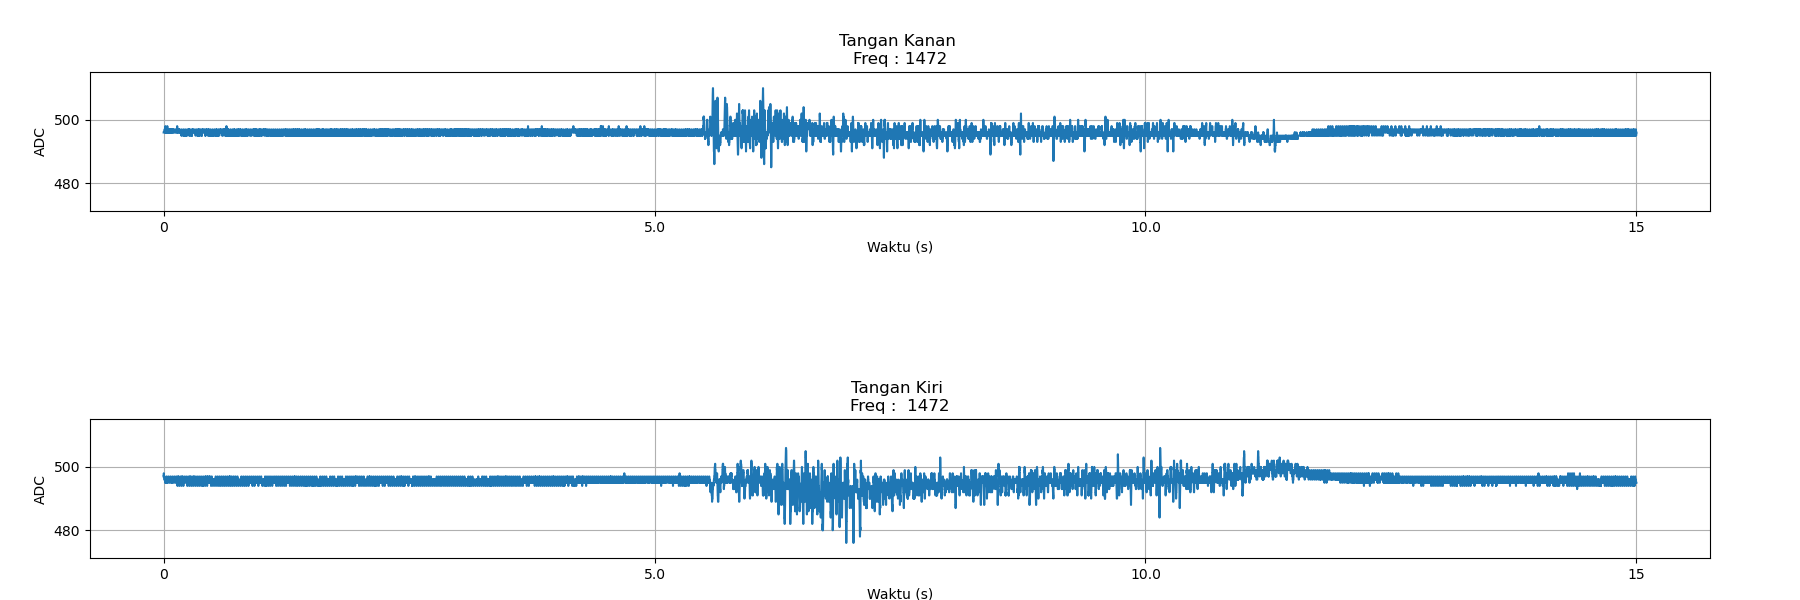 Tangan Kanan
Freq : 1472
500
480
ADC
0 5.0 10.0 15
Waktu (s)
Tangan Kiri
Freq :  1472
500
480
ADC
0 5.0 10.0 15
Waktu (s)